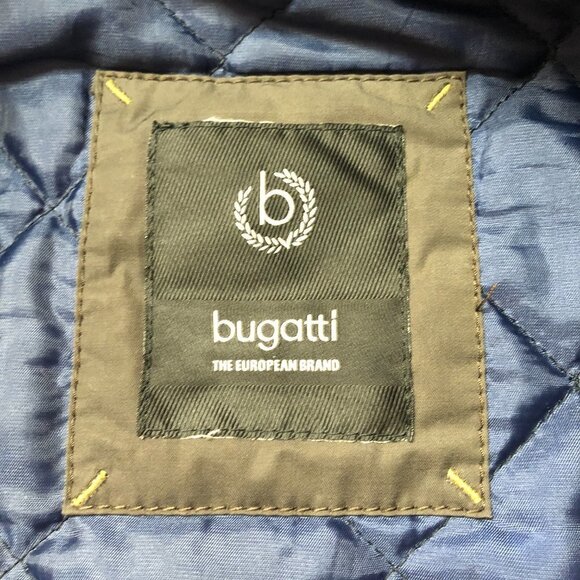 b
bugatti
THE EUROPEAN BRAND